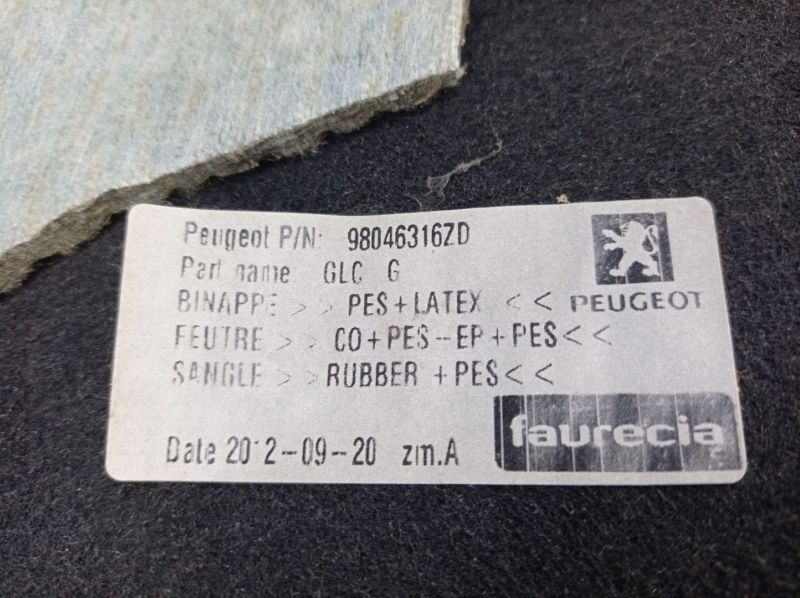 Peugeot P/N: 98046316ZD
Part name: GLC G
BINAPPE > > PES+LATEX < <
PEUGEOT
FEUTRE > > CO+PES-EP+PES< <
SANGLE > >RUBBER +PES< <
Date 2012-09-20 zm.A
faurecia